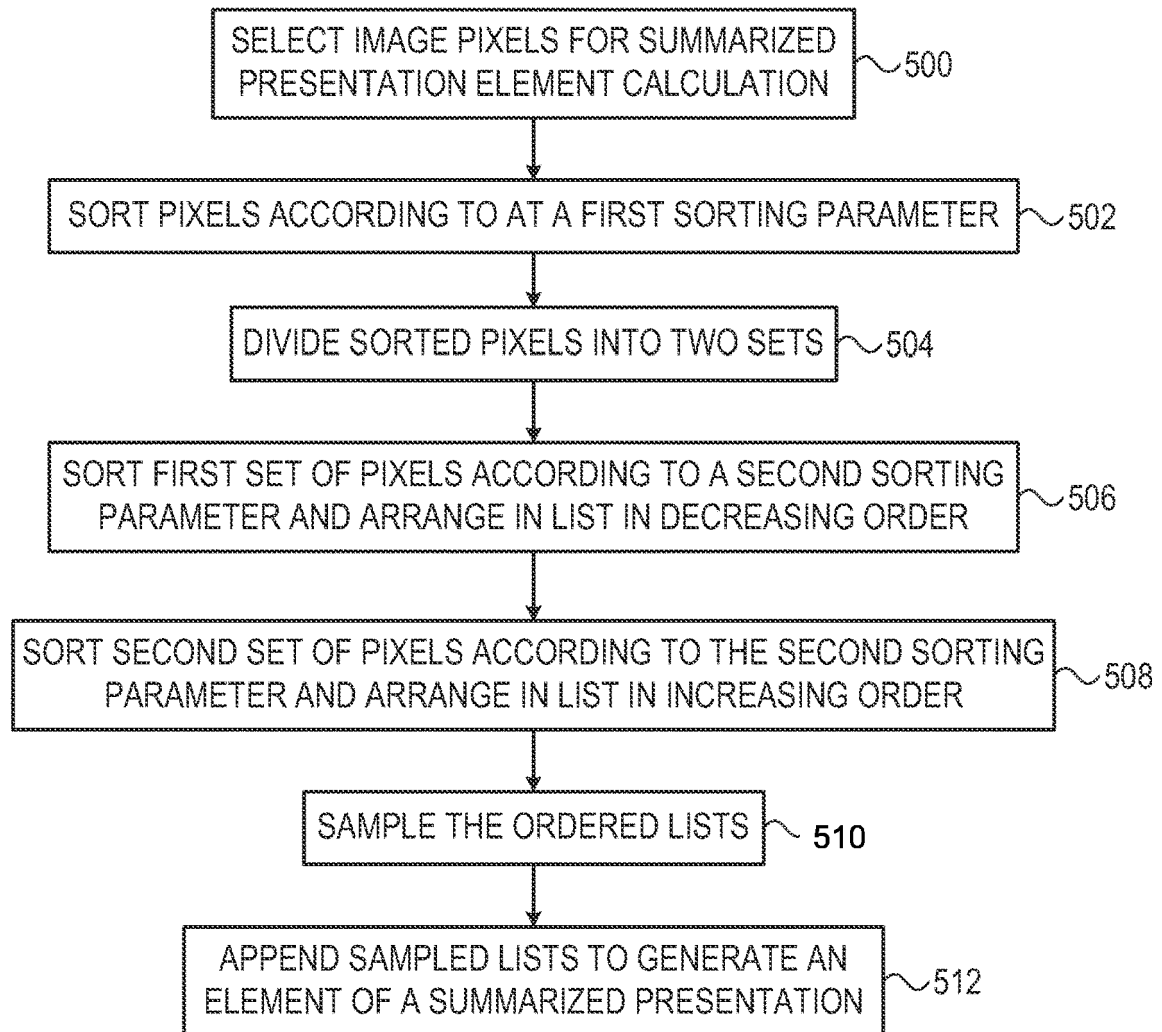 SELECT IMAGE PIXELS FOR SUMMARIZED
PRESENTATION ELEMENT CALCULATION
500
SORT PIXELS ACCORDING TO AT A FIRST SORTING PARAMETER
502
DIVIDE SORTED PIXELS INTO TWO SETS
504
SORT FIRST SET OF PIXELS ACCORDING TO A SECOND SORTING
PARAMETER AND ARRANGE IN LIST IN DECREASING ORDER
506
SORT SECOND SET OF PIXELS ACCORDING TO THE SECOND SORTING
PARAMETER AND ARRANGE IN LIST IN INCREASING ORDER
508
SAMPLE THE ORDERED LISTS
510
APPEND SAMPLED LISTS TO GENERATE AN
ELEMENT OF A SUMMARIZED PRESENTATION
512